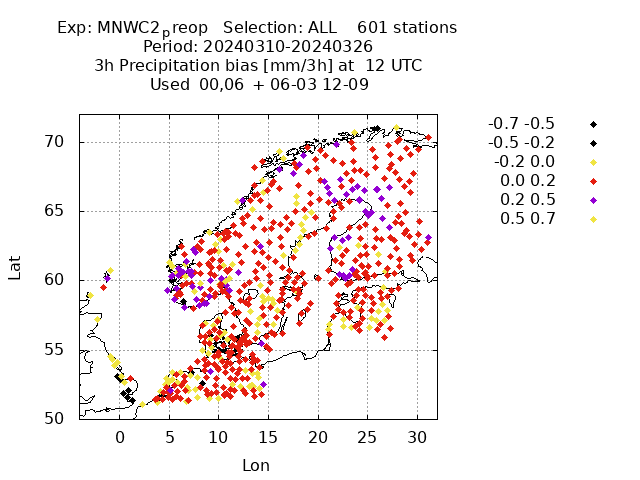 Exp: MNWC2preop Selection: ALL 601 stations
Period: 20240310-20240326
3h Precipitation bias [mm/3h] at 12 UTC
Used 00,06 + 06-03 12-09
-0.7 -0.5
-0.5 -0.2
-0.2 0.0
0.0 0.2
0.2 0.5
0.5 0.7
70
65
60
55
50
Lat
0 5 10 15 20 25 30
Lon